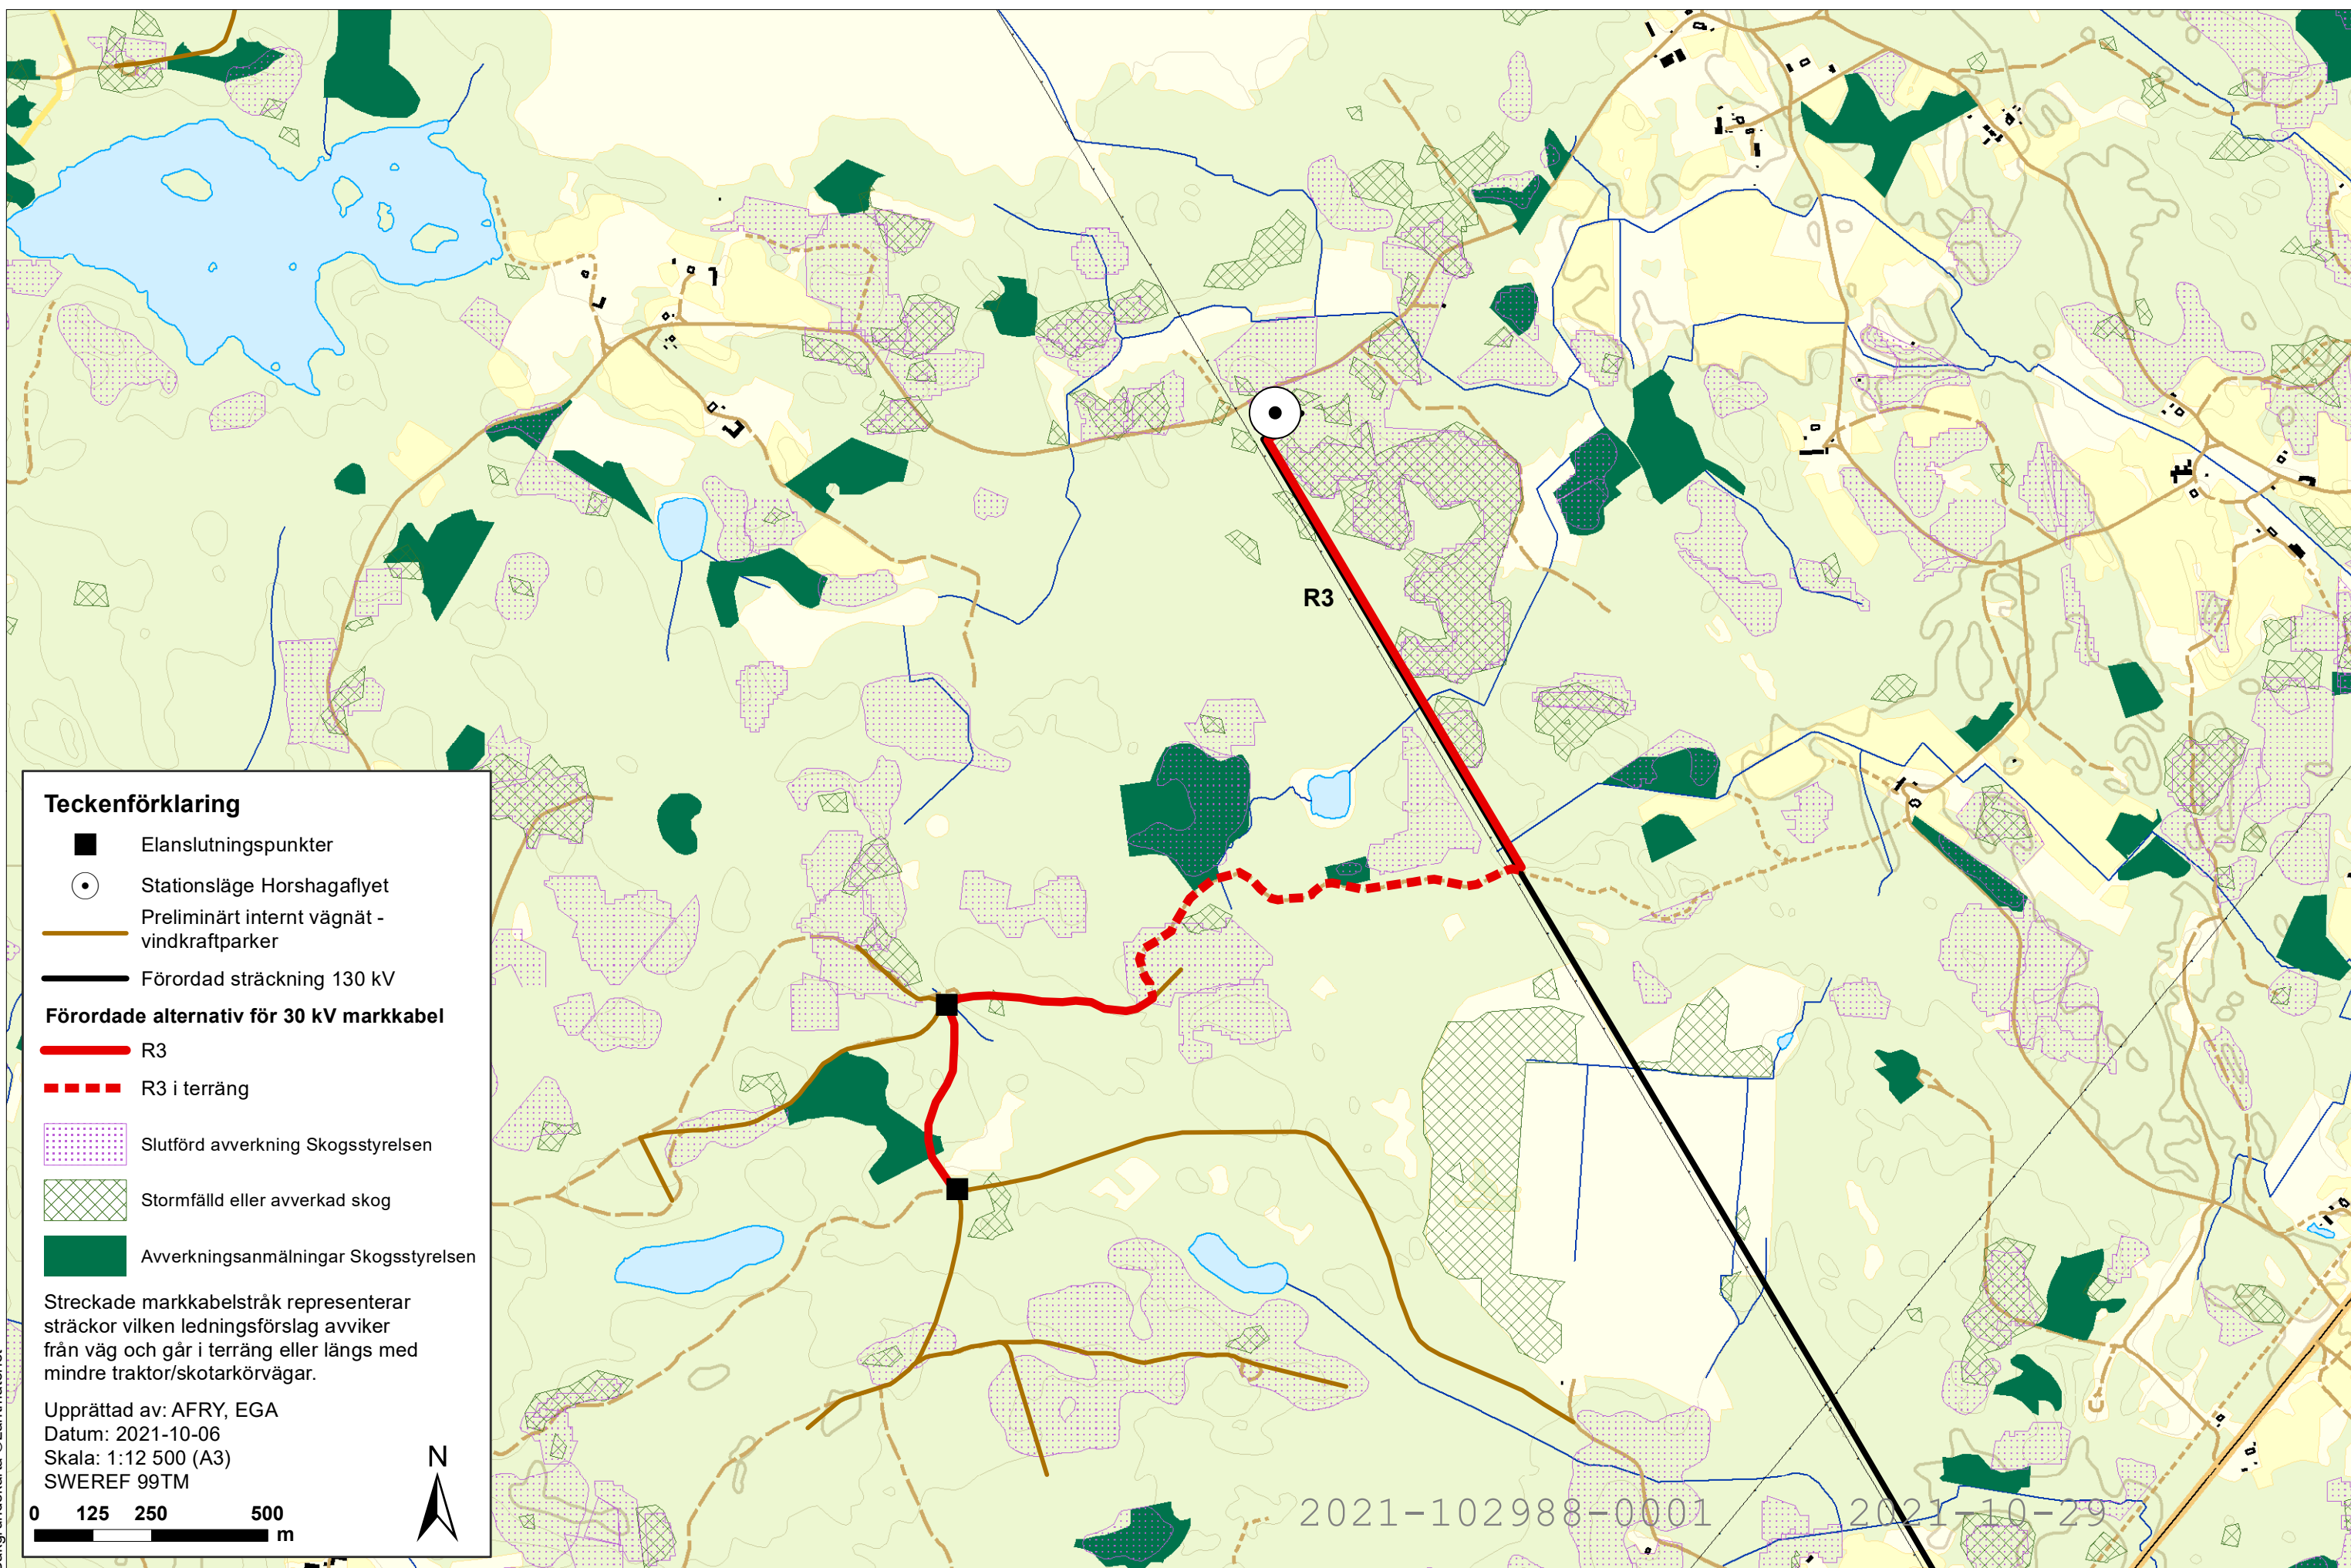 R3
Teckenförklaring
Elanslutningspunkter
Stationsläge Horshagaflyet
Preliminärt internt vägnät -
vindkraftparker
Förordad sträckning 130 kV
Förordade alternativ för 30 kV markkabel
R3
R3 i terräng
Slutförd avverkning Skogsstyrelsen
Stormfälld eller avverkad skog
Avverkningsanmälningar Skogsstyrelsen
Streckade markkabelstråk representerar
sträckor vilken ledningsförslag avviker
från väg och går i terräng eller längs med
mindre traktor/skotarkörvägar.
Upprättad av: AFRY, EGA
Datum: 2021-10-06
Skala: 1:12 500 (A3)
SWEREF 99TM
N
0 125 250 500
m
2021-102988-0001 2021-10-29